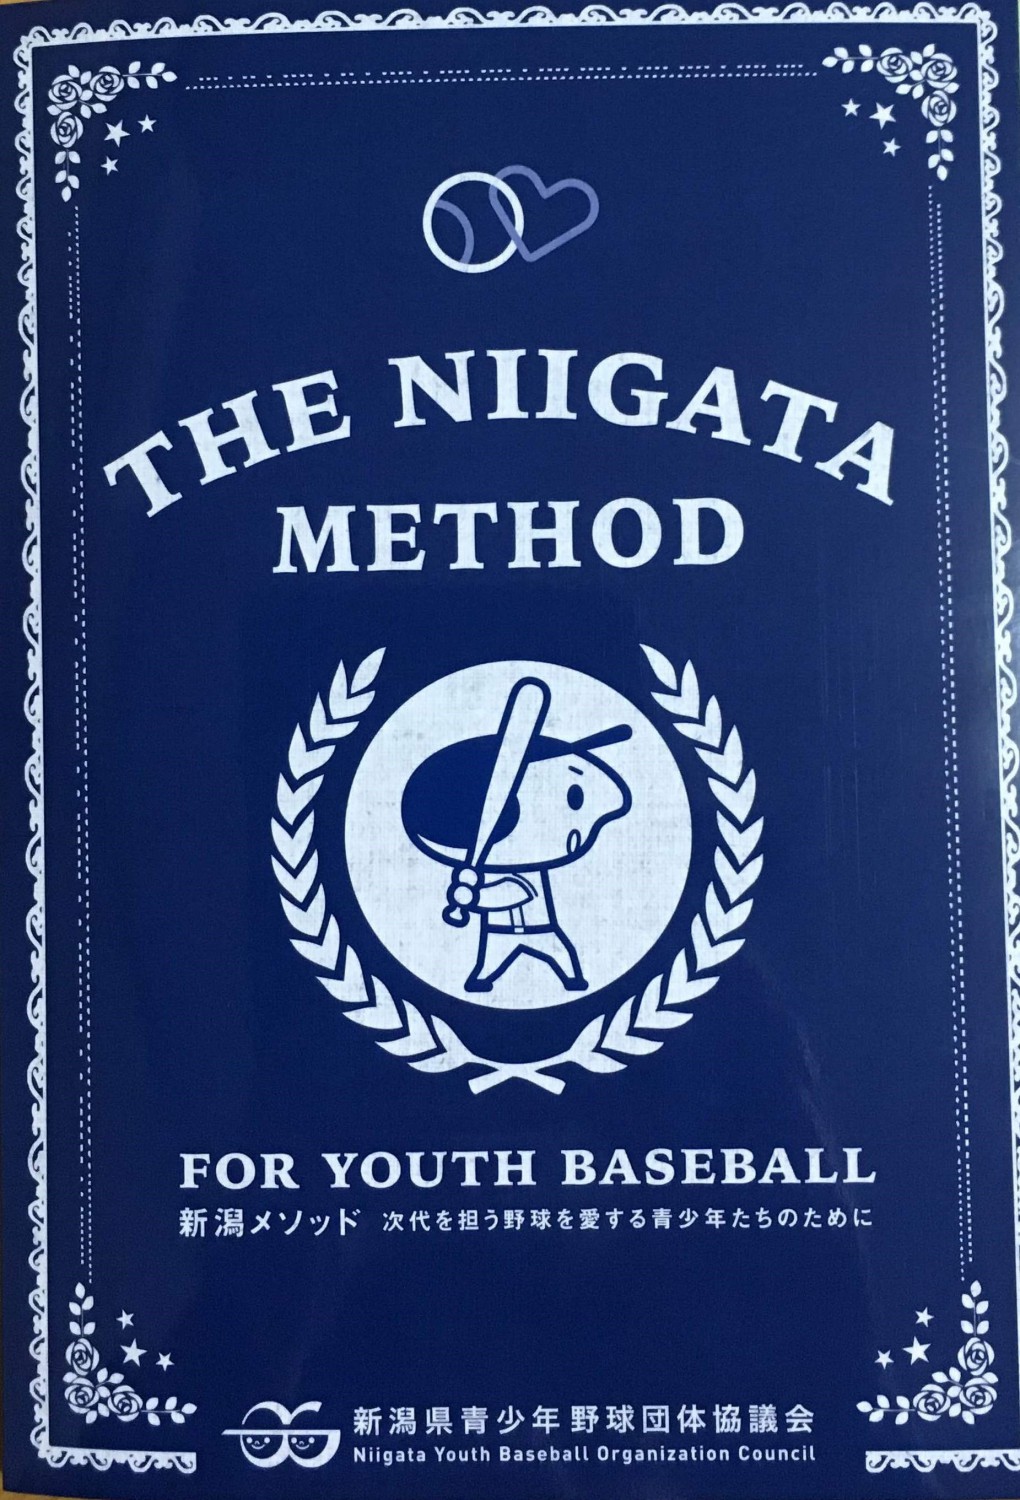 THE NIIGATA
METHOD
FOR YOUTH BASEBALL
新潟メソッド 次代を担う野球を愛する青少年たちのために
新潟県青少年野球団体協議会
Niigata Youth Baseball Organization Council